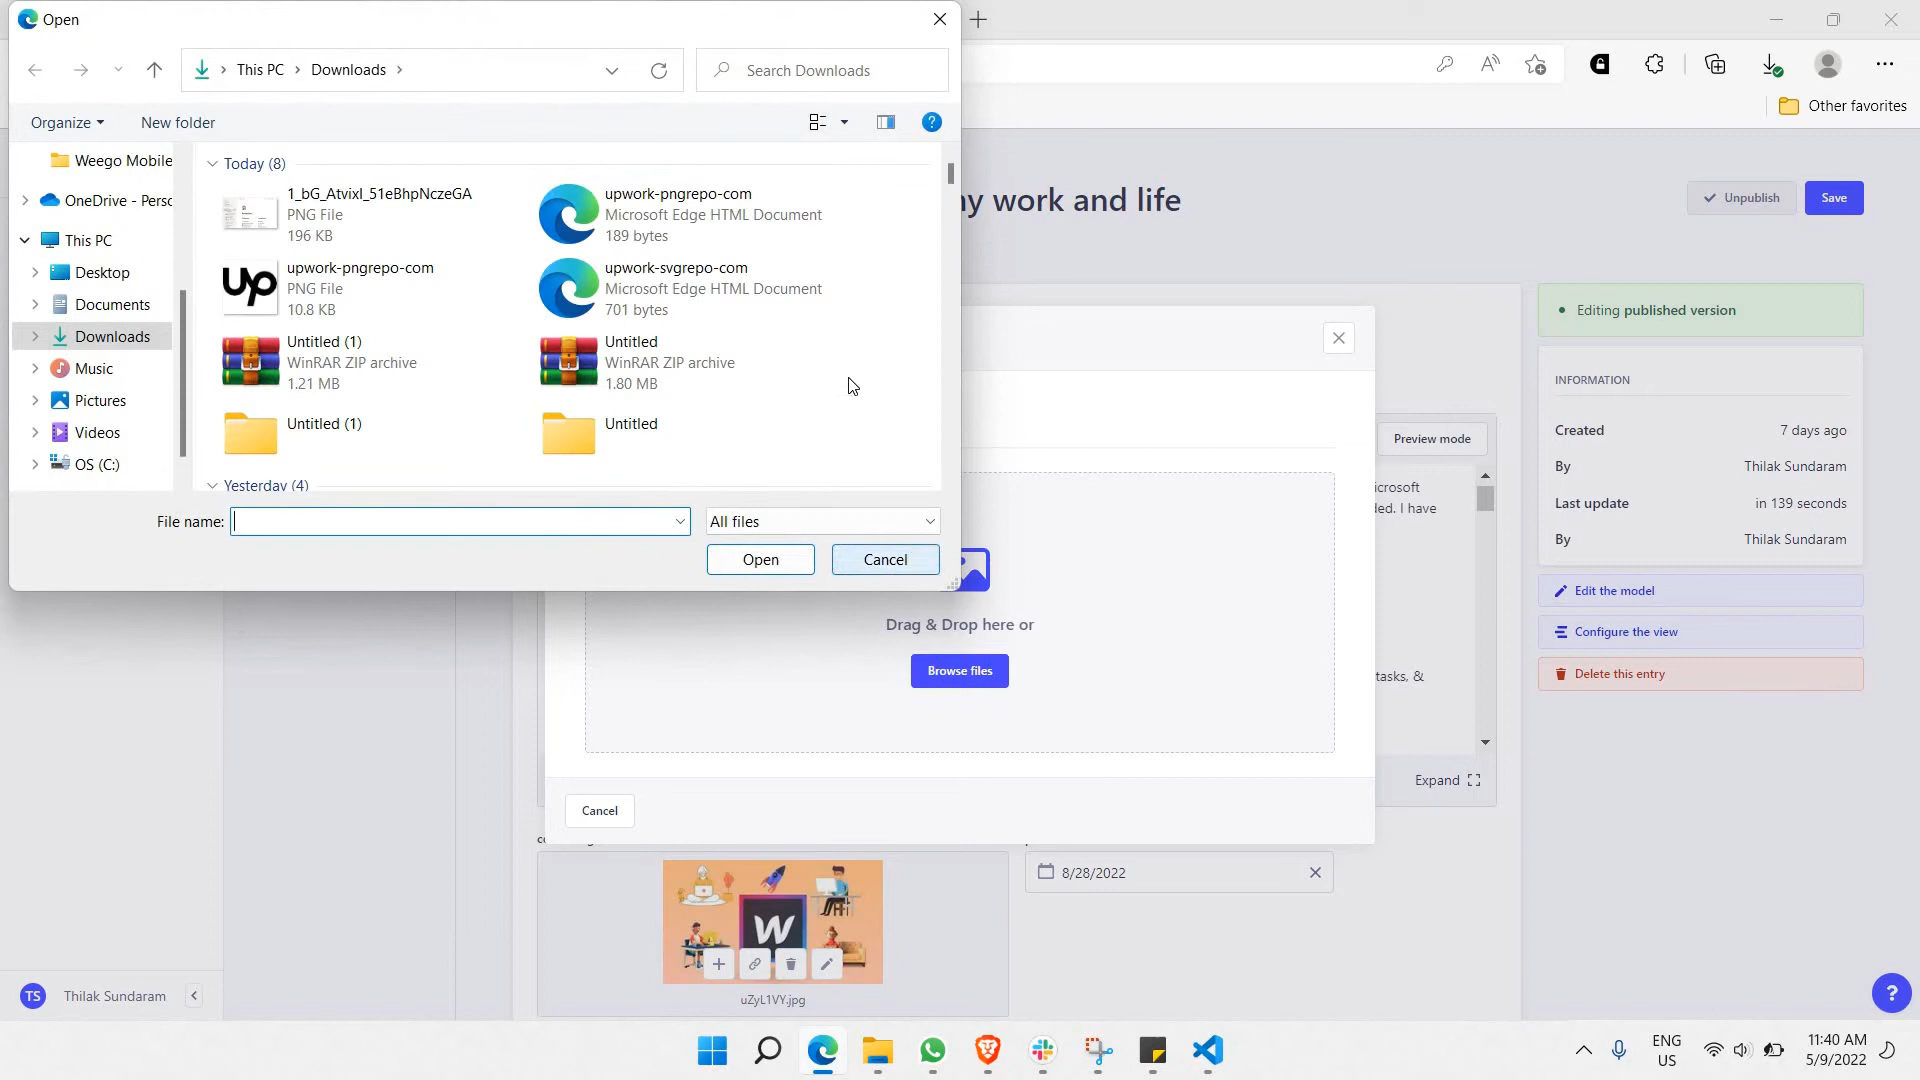 Open
This PC
Downloads
Search Downloads
Other favorites
Organize
New folder
?
Weego Mobile
OneDrive - Perso
This PC
Desktop
Documents
Downloads
Music
Pictures
Videos
OS (C:)
Today (8)
1_bG_AtvixI_51eBhpNczeGA
PNG File
196 KB
upwork-pngrepo-com
Microsoft Edge HTML Document
189 bytes
up
upwork-pngrepo-com
PNG File
10.8 KB
upwork-svgrepo-com
Microsoft Edge HTML Document
701 bytes
Untitled (1)
WinRAR ZIP archive
1.21 MB
Untitled
WinRAR ZIP archive
1.80 MB
Untitled (1)
Untitled
Yesterday (4)
File name:
All files
Open
Cancel
my work and life
Unpublish
Save
Editing published version
INFORMATION
Created
7 days ago
By
Thilak Sundaram
Last update
in 139 seconds
By
Thilak Sundaram
Edit the model
Configure the view
Delete this entry
Preview mode
icrosoft
ded. I have
tasks, &
Expand
Drag & Drop here or
Browse files
Cancel
8/28/2022
W
uZyL1VY.jpg
TS
Thilak Sundaram
?
ENG
US
11:40 AM
5/9/2022